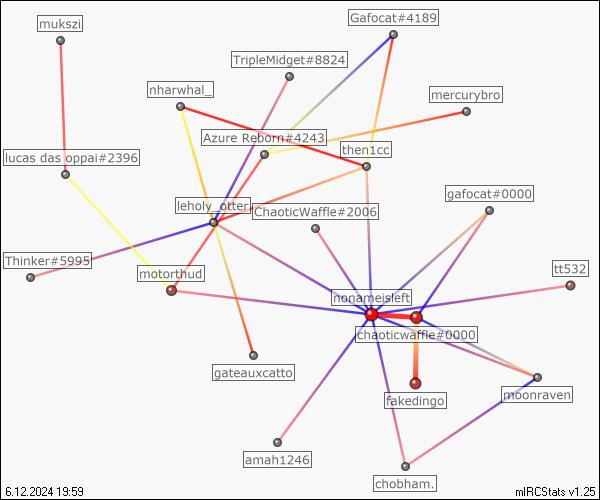 Gafocat#4189
mukszi
TripleMidget#8824
nharwhal_
mercurybro
Azure Reborn#4243
then1cc
lucas das oppai#2396
gafocat#0000
leholy_otter
ChaoticWaffle#2006
Thinker#5995
motorthud
tt532
nonameisleft
chaoticwaffle#0000
gateauxcatto
fakedingo
_moonraven_
amah1246
chobham.
6.12.2024 19:59
mIRCStats v1.25